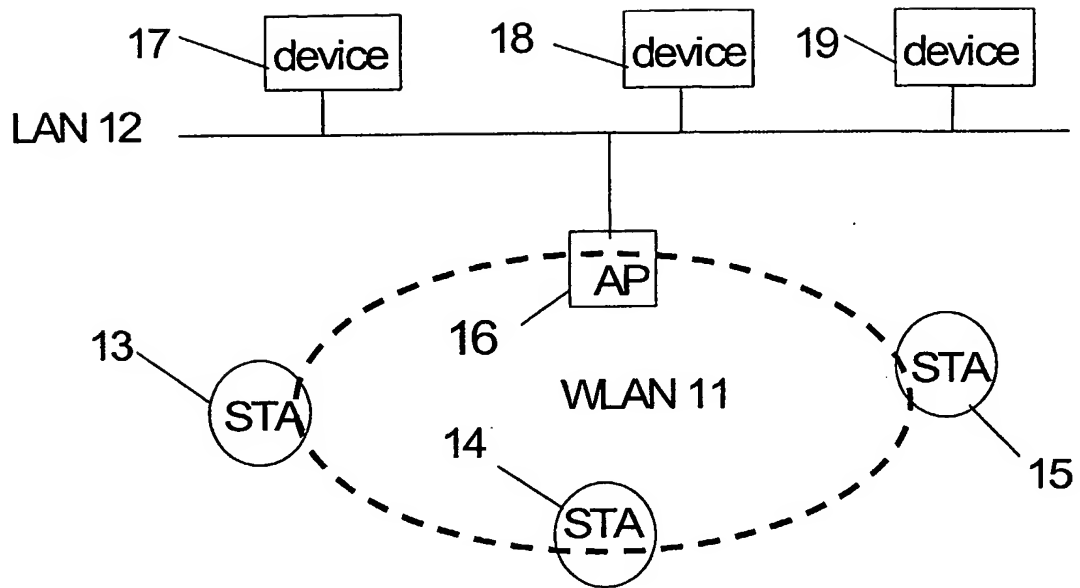 17
device
18
device
19
device
LAN 12
AP
16
13
STA
WLAN 11
STA
14
STA
15